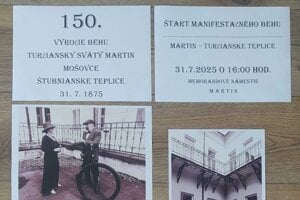 150.
VÝROČIE BEHU
TURČIANSKY SVÄTÝ MARTIN
MOŠOVCE
ŠTUBNIANSKE TEPLICE
31. 7. 1875
ŠTART MANIFESTAČNÉHO BEHU
MARTIN – TURČIANSKE TEPLICE
31.7.2025 O 16:00 HOD.
MEMORANDOVÉ NÁMESTIE
MARTIN